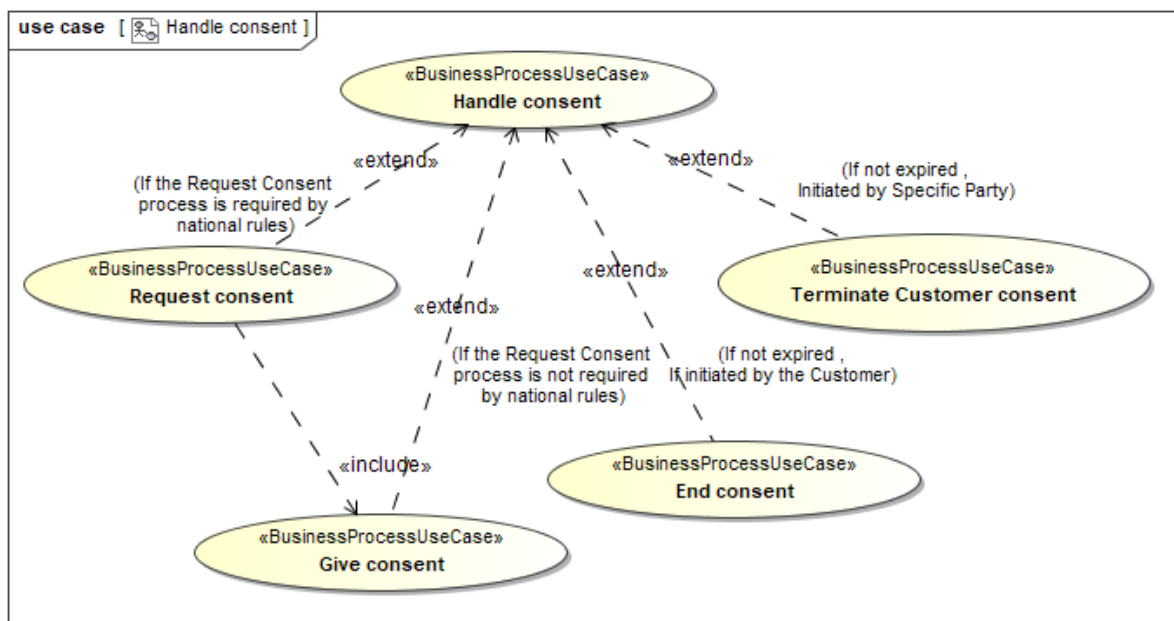 use case [ Handle consent ]
«BusinessProcessUseCase»
Handle consent
«extend»
(If the Request Consent
process is required by
national rules)
«extend»
(If not expired ,
Initiated by Specific Party)
«BusinessProcessUseCase»
Request consent
«BusinessProcessUseCase»
Terminate Customer consent
«extend»
«extend»
(If the Request Consent
process is not required
by national rules)
(If not expired ,
If initiated by the Customer)
«include»
«BusinessProcessUseCase»
End consent
«BusinessProcessUseCase»
Give consent